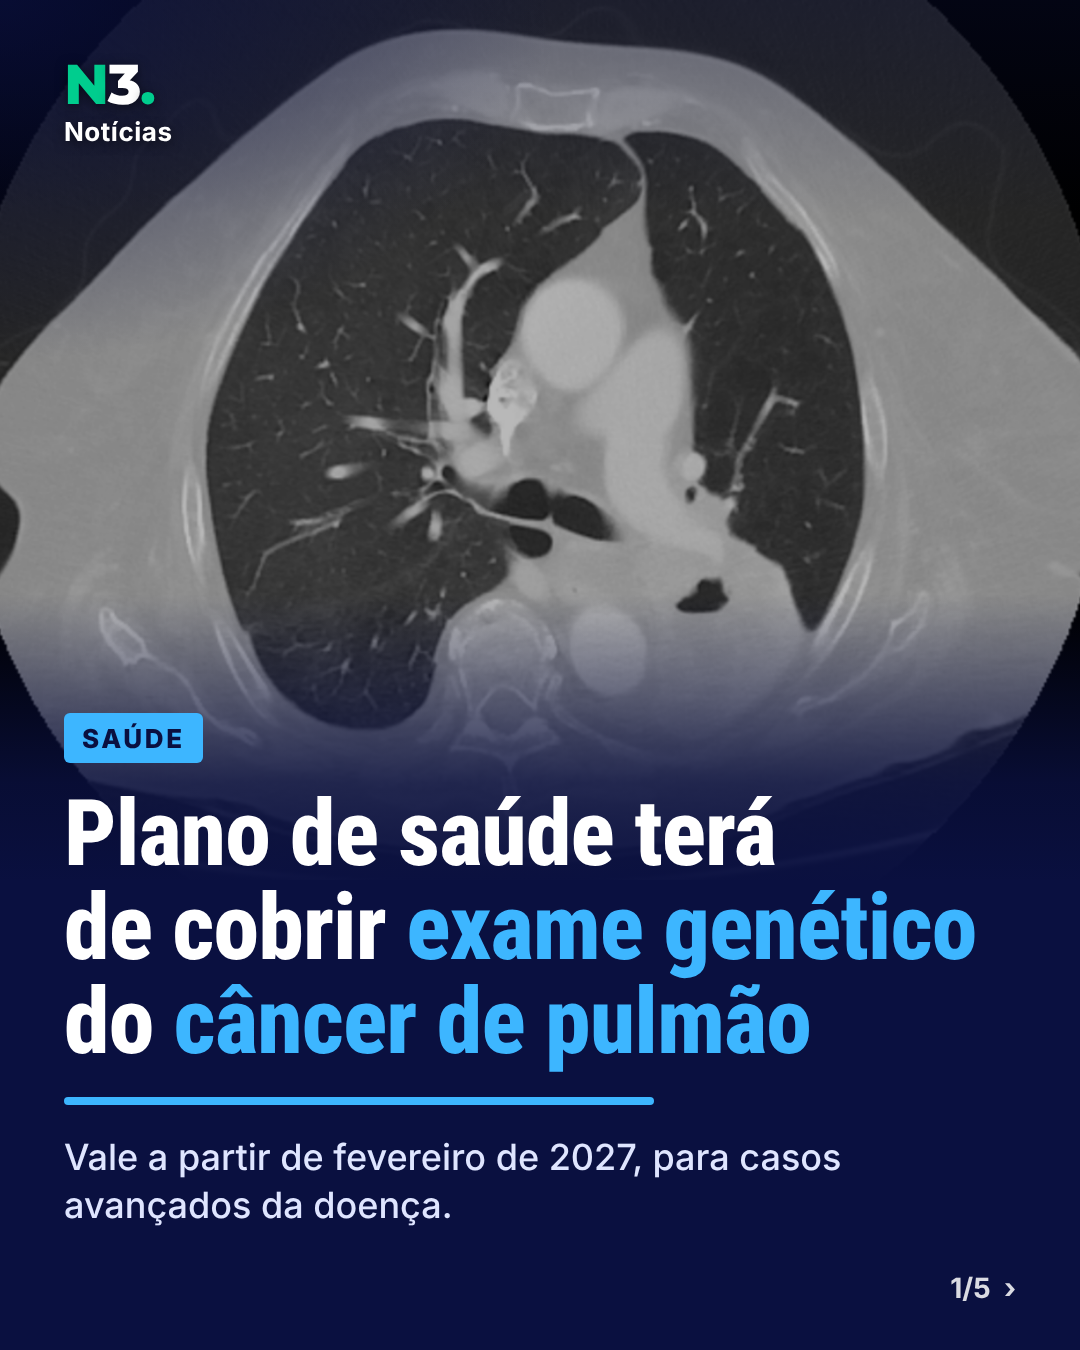 N3.
Notícias
SAÚDE
Plano de saúde terá
de cobrir exame genético
do câncer de pulmão
Vale a partir de fevereiro de 2027, para casos
avançados da doença.
1/5 ›